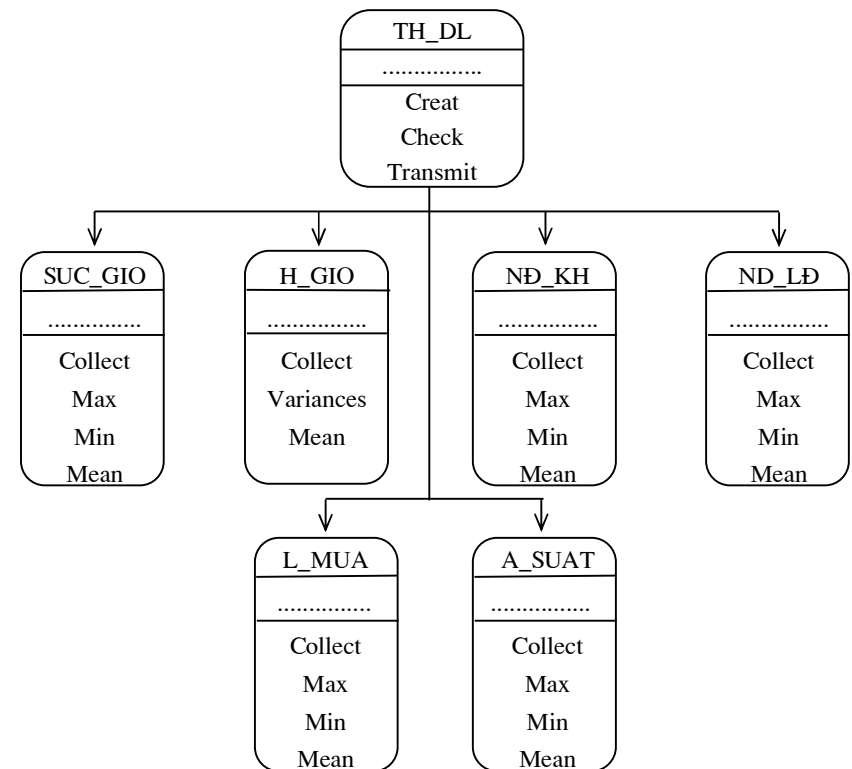 TH_DL
................
Creat
Check
Transmit
SUC_GIO
...............
Collect
Max
Min
Mean
H_GIO
................
Collect
Variances
Mean
NĐ_KH
................
Collect
Max
Min
Mean
ND_LĐ
................
Collect
Max
Min
Mean
L_MUA
...............
Collect
Max
Min
Mean
A_SUAT
................
Collect
Max
Min
Mean